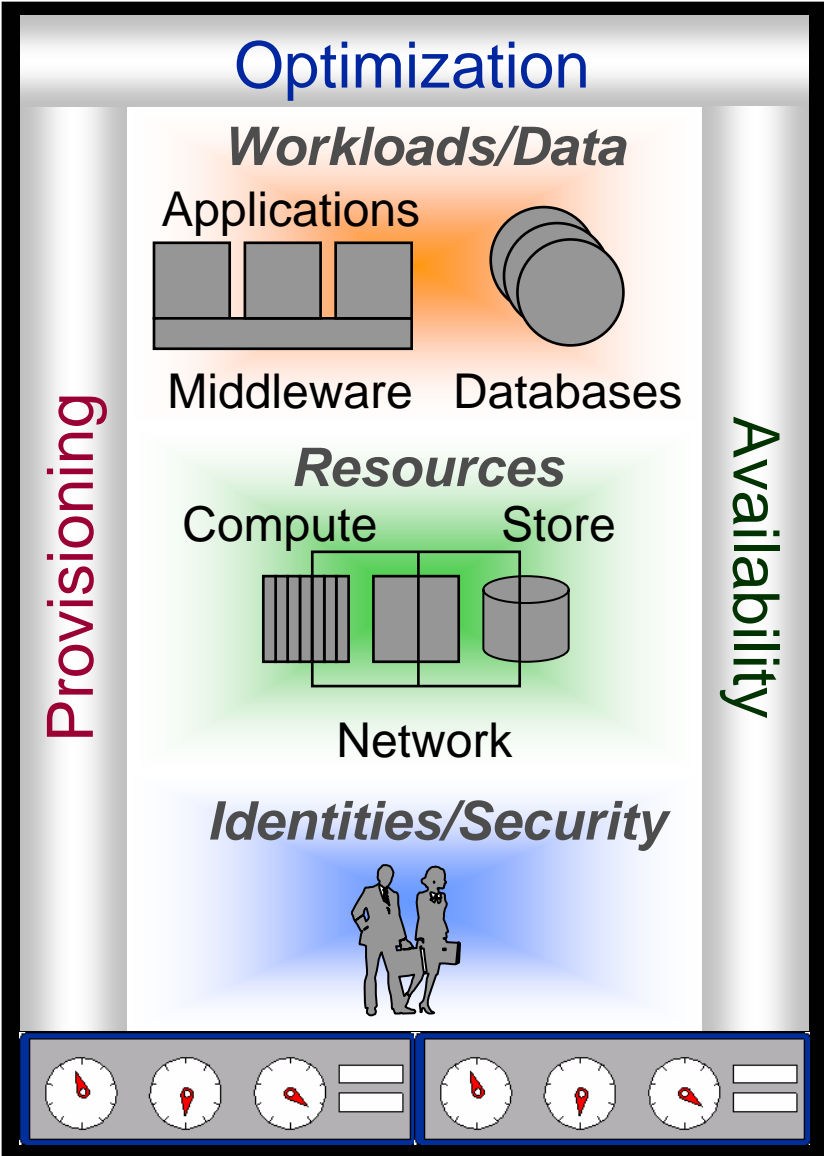 Optimization
Workloads/Data
Applications
Middleware Databases
Provisioning
Availability
Resources
Compute Store
Network
Identities/Security